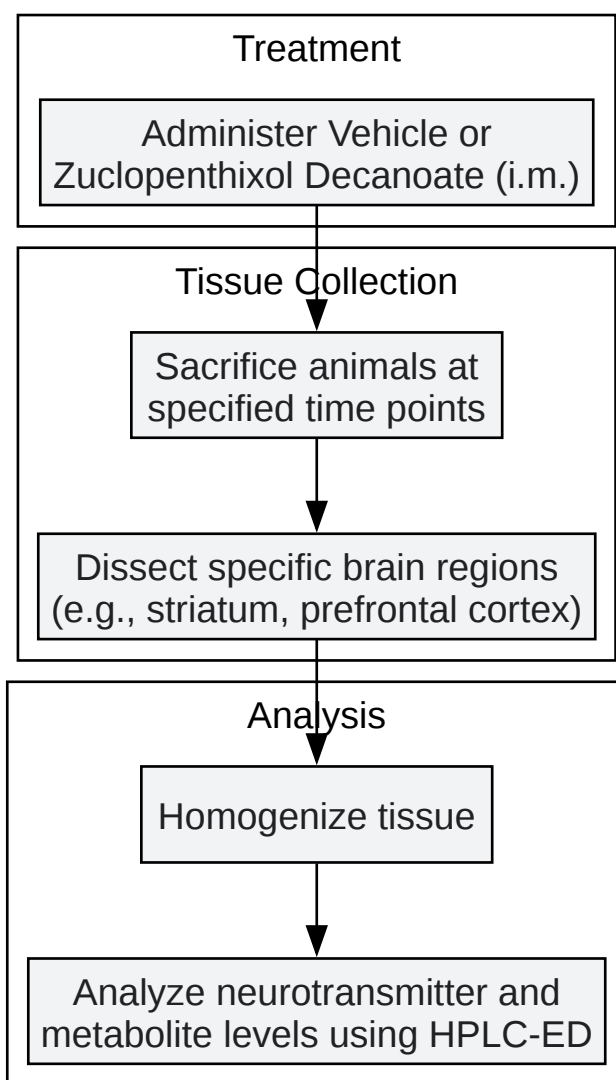 Treatment
Administer Vehicle or
Zuclopenthixol Decanoate (i.m.)
Tissue Collection
Sacrifice animals at
specified time points
Dissect specific brain regions
(e.g., striatum, prefrontal cortex)
Analysis
Homogenize tissue
Analyze neurotransmitter and
metabolite levels using HPLC-ED